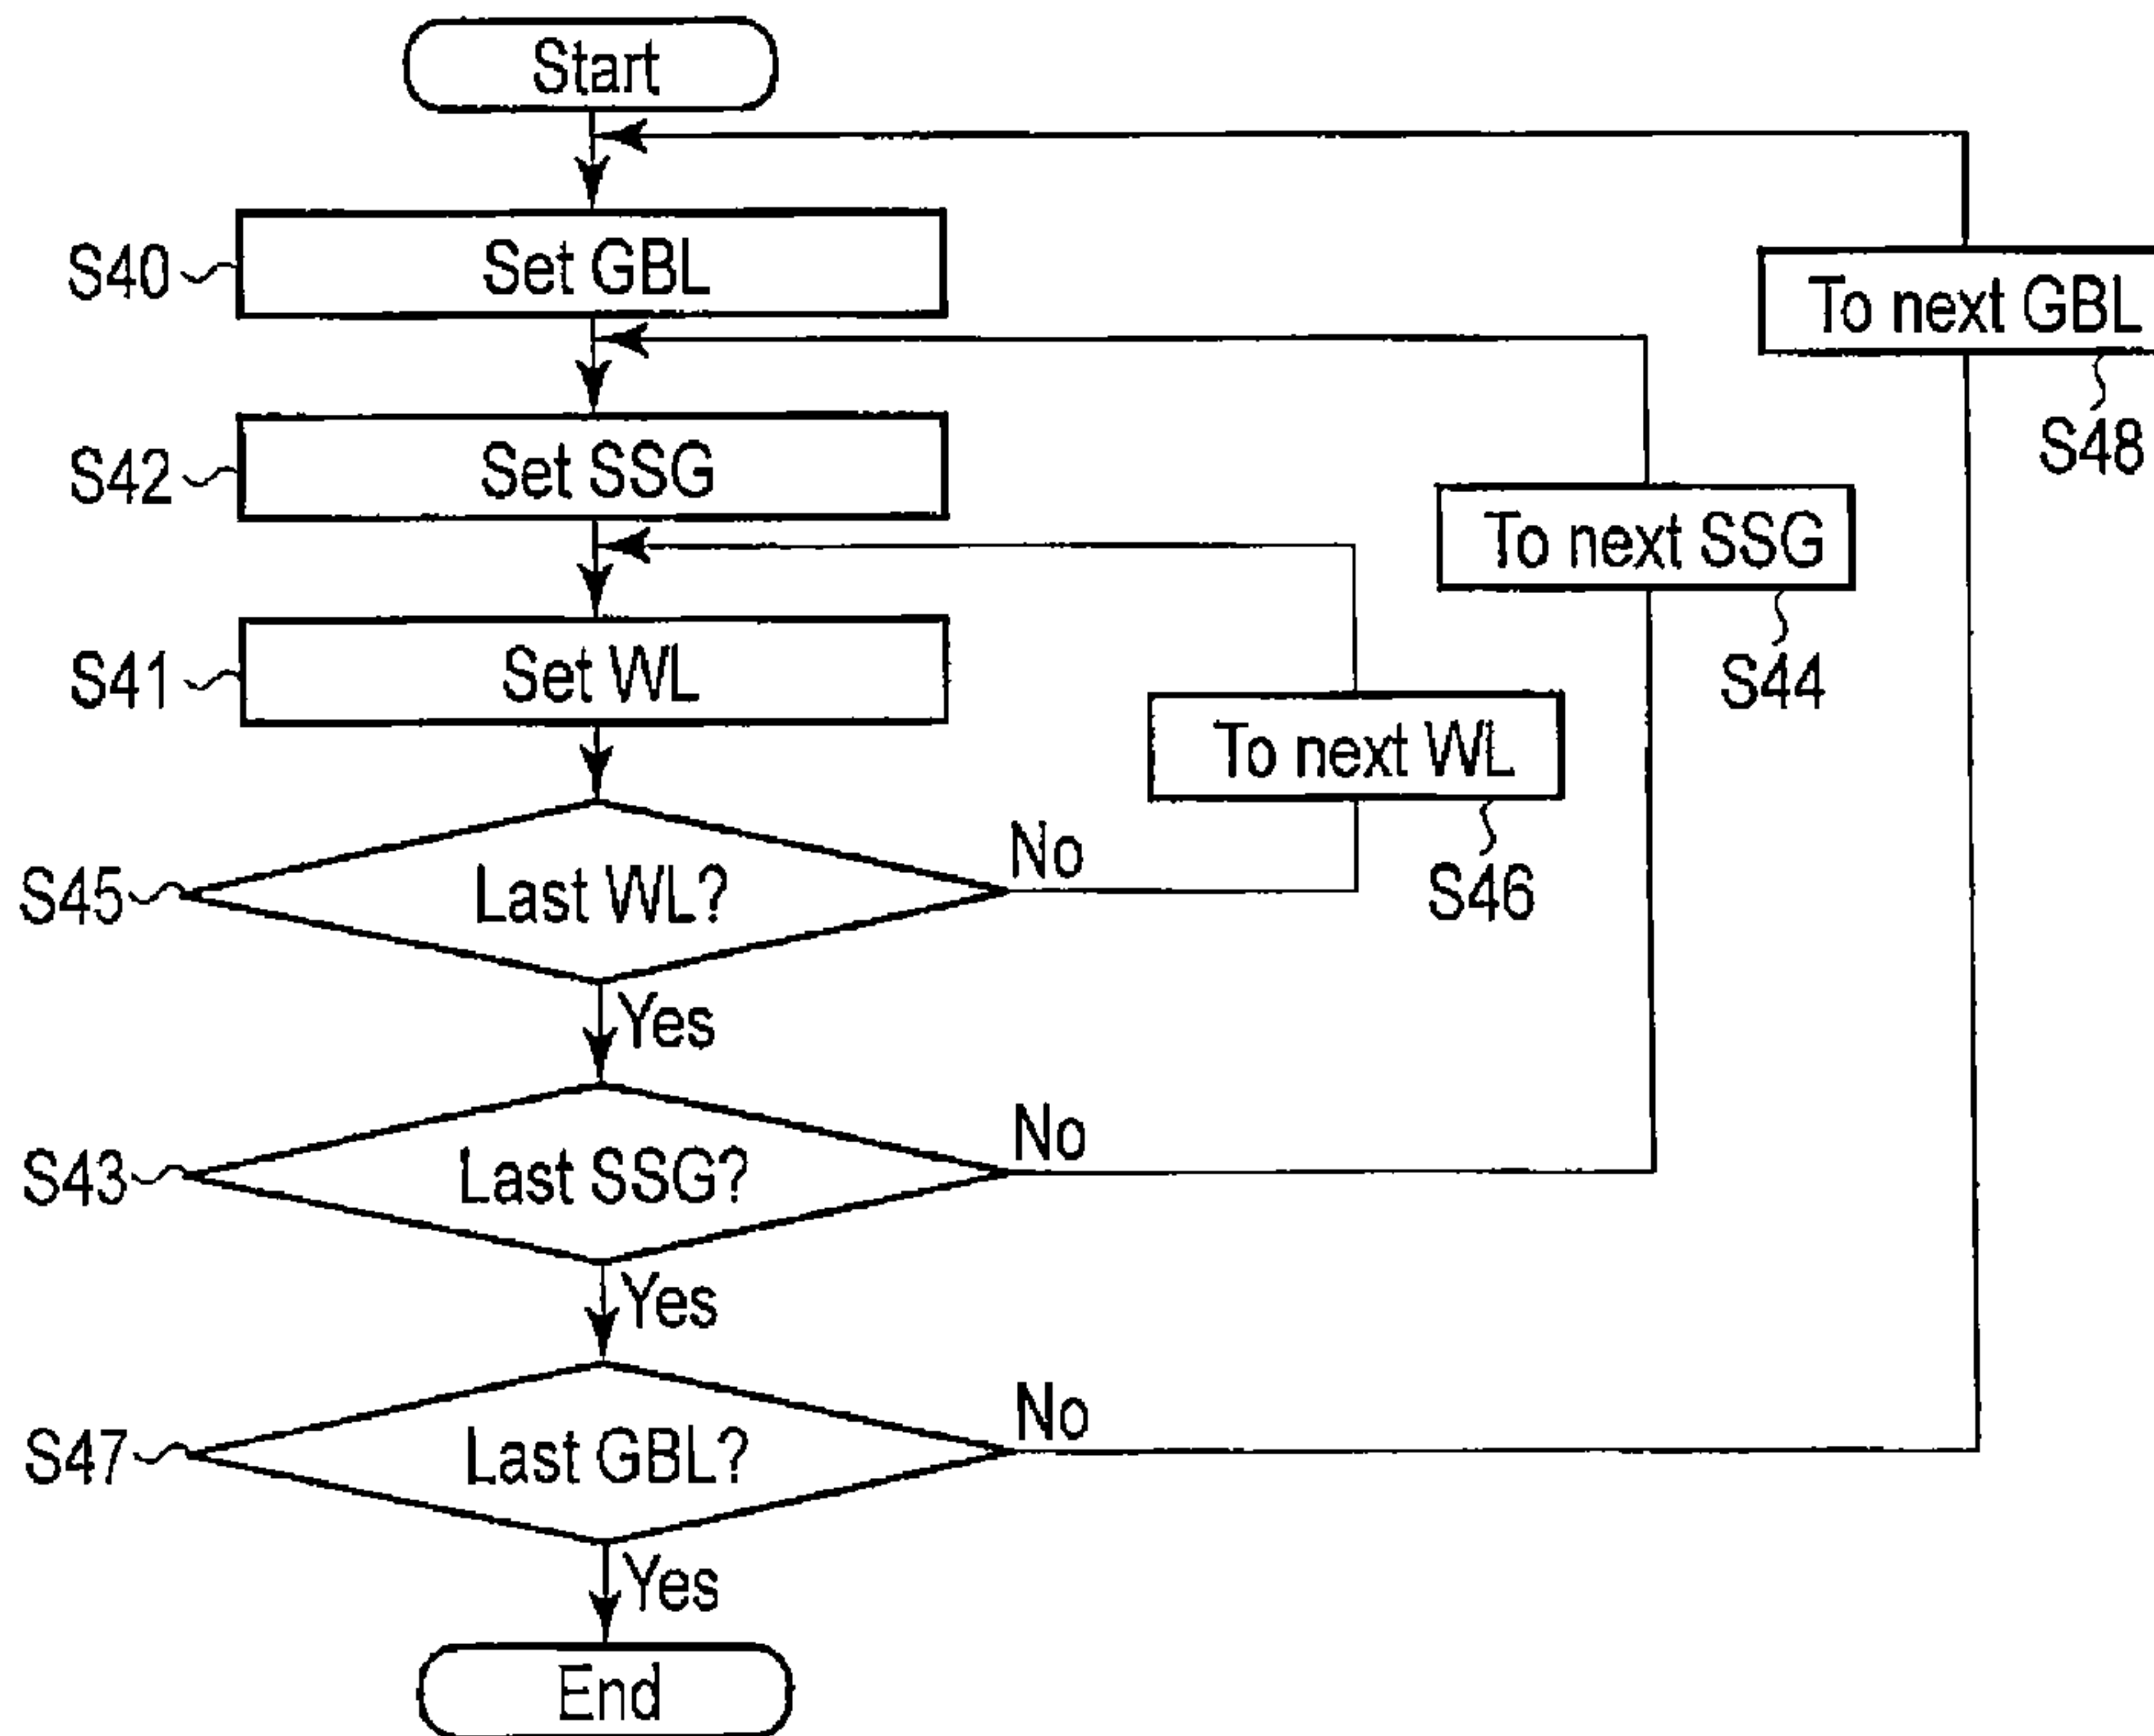 Start
S40
Set GBL
To next GBL
S48
S42
Set SSG
To next SSG
S44
S41
Set WL
To next WL
S46
S45
Last WL?
No
Yes
S43
Last SSG?
No
Yes
S47
Last GBL?
No
Yes
End